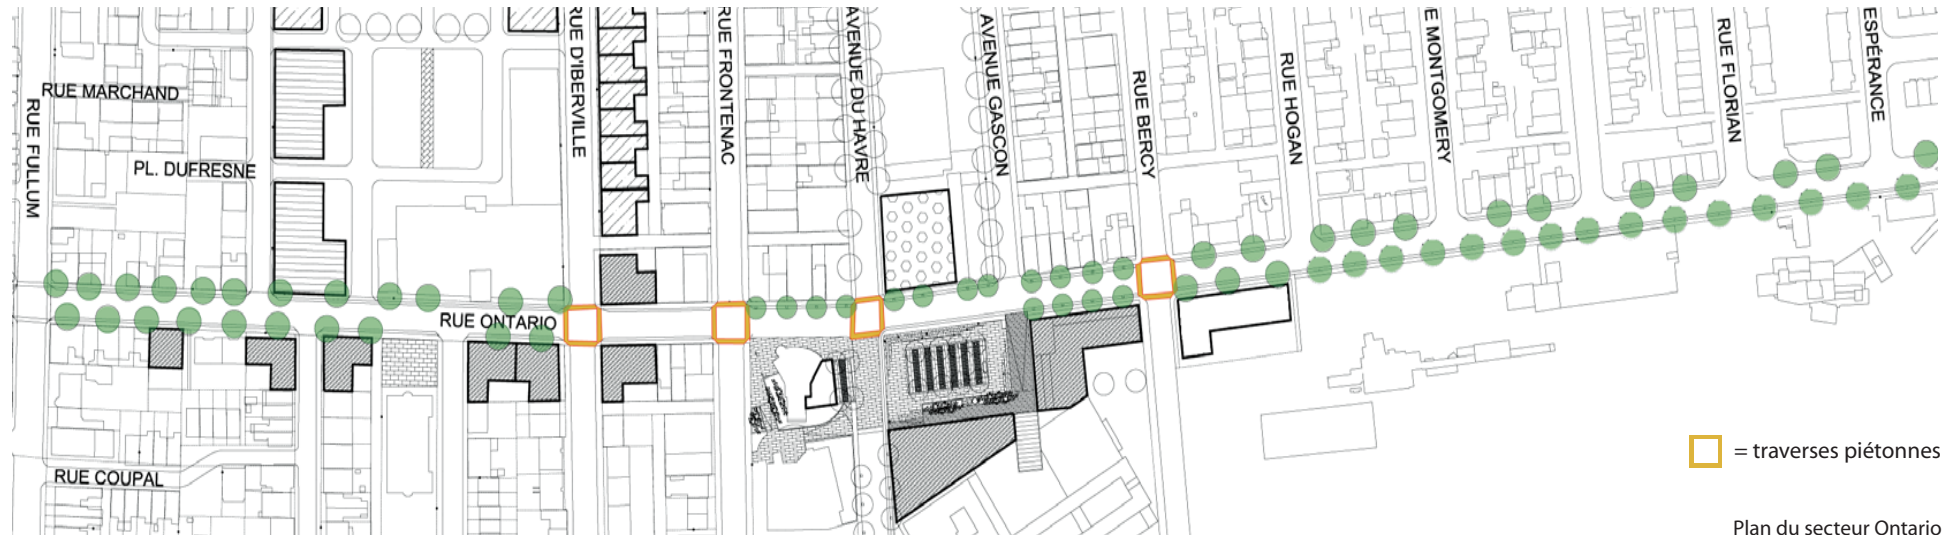 RUE FULLUM
RUE MARCHAND
PL. DUFRESNE
RUE COUPAL
RUE D'IBERVILLE
RUE ONTARIO
RUE FRONTENAC
AVENUE DU HAVRE
AVENUE GASCON
RUE BERCY
RUE HOGAN
E MONTGOMERY
RUE FLORIAN
ESPÉRANCE
= traverses piétonnes
Plan du secteur Ontario